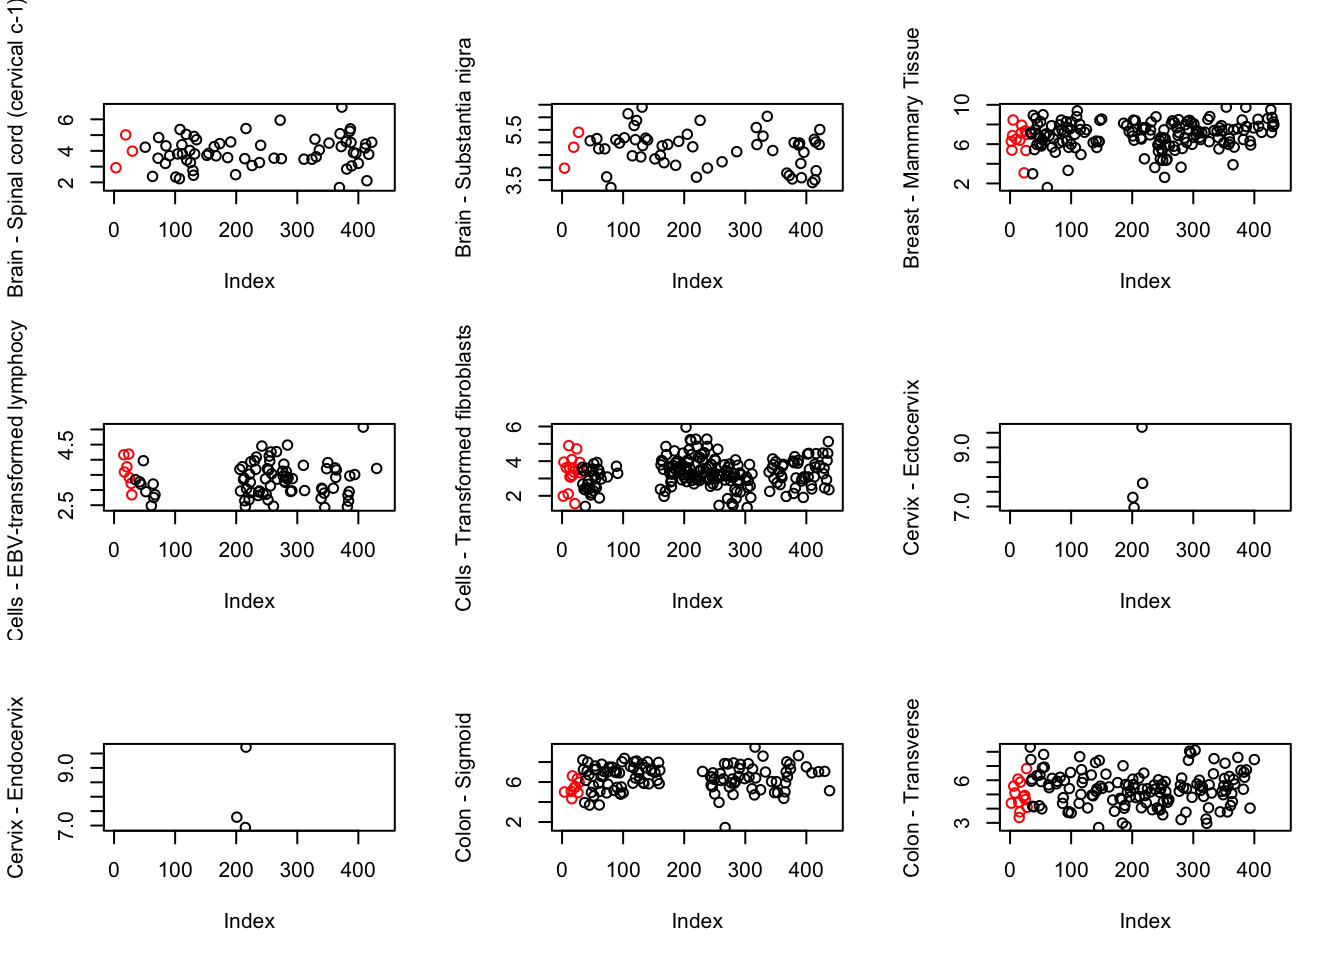 Brain - Spinal cord (cervical c-1)
2 4 6
0 100 200 300 400
Index
Brain - Substantia nigra
3.5 5.5
0 100 200 300 400
Index
Breast - Mammary Tissue
2 6 10
0 100 200 300 400
Index
Cells - EBV-transformed lymphocy
2.5 4.5
0 100 200 300 400
Index
Cells - Transformed fibroblasts
2 4 6
0 100 200 300 400
Index
Cervix - Ectocervix
7.0 9.0
0 100 200 300 400
Index
Cervix - Endocervix
7.0 9.0
0 100 200 300 400
Index
Colon - Sigmoid
2 6
0 100 200 300 400
Index
Colon - Transverse
3 6
0 100 200 300 400
Index